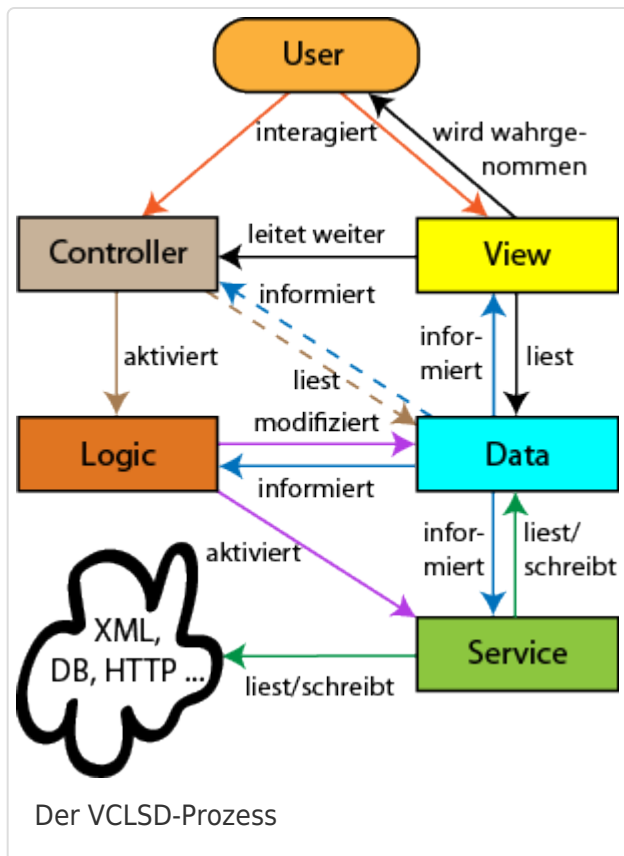 User
interagiert
wird wahrge-
nommen
Controller
leitet weiter
View
informiert
aktiviert
liest
infor-
miert
liest
modifiziert
Logic
Data
informiert
aktiviert
infor-
miert
liest/
schreibt
XML,
DB, HTTP ...
Service
liest/schreibt
Der VCLSD-Prozess